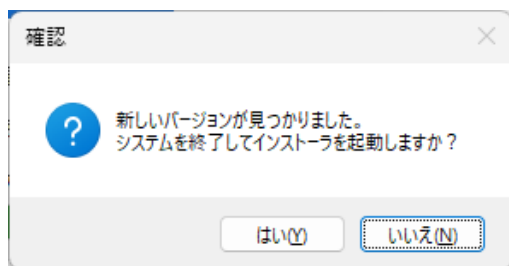 確認
新しいバージョンが見つかりました。
システムを終了してインストーラを起動しますか？
はい(Y)
いいえ(N)